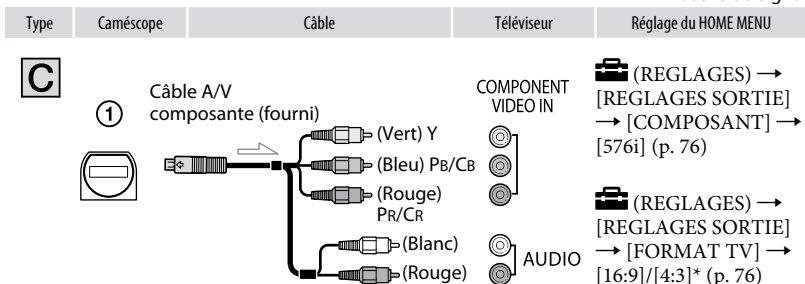 Type Caméscope Câble Téléviseur Réglage du HOME MENU
C
①
Câble A/V
composante (fourni)
(Vert) Y
(Bleu) PB/CB
(Rouge)
PR/CR
(Blanc)
(Rouge)
COMPONENT
VIDEO IN
AUDIO
(REGLAGES) →
[REGLAGES SORTIE]
→ [COMPOSANT] →
[576i] (p. 76)
(REGLAGES) →
[REGLAGES SORTIE]
→ [FORMAT TV] →
[16:9]/[4:3]* (p. 76)